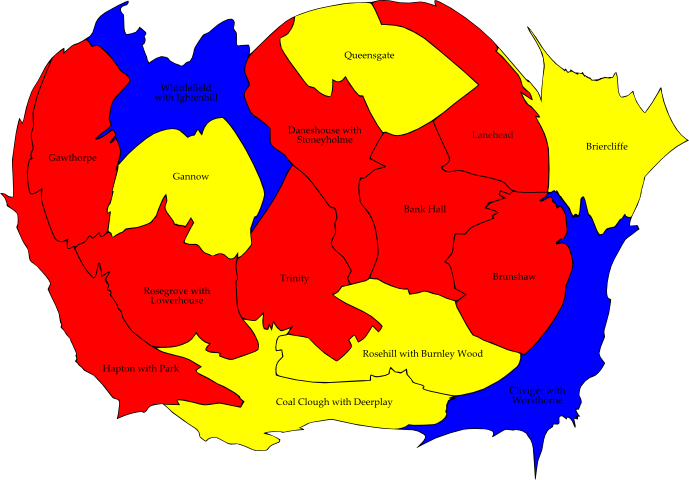 Queensgate
Whittlefield
with Ightenhill
Daneshouse with
Stoneyholme
Lanehead
Briercliffe
Gawthorpe
Gannow
Bank Hall
Trinity
Brunshaw
Rosegrove with
Lowerhouse
Rosehill with Burnley Wood
Hapton with Park
Cliviger with
Worsthorne
Coal Clough with Deerplay